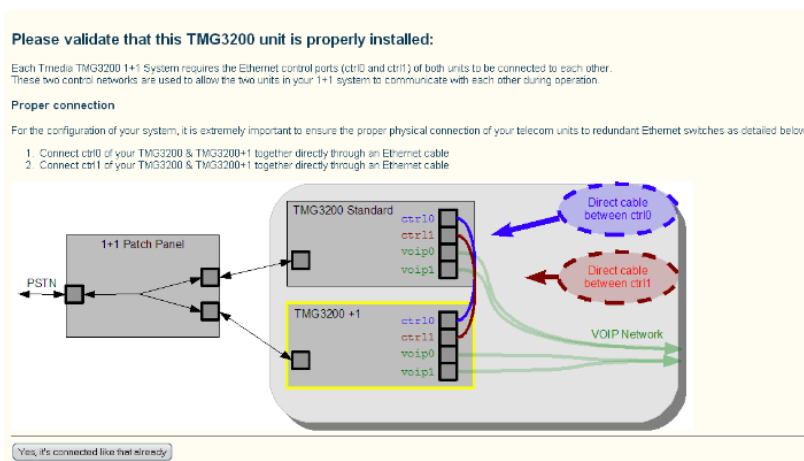 Please validate that this TMG3200 unit is properly installed:
Each Tmedia TMG3200 1+1 System requires the Ethernet control ports (ctrl0 and ctrl1) of both units to be connected to each other.
These two control networks are used to allow the two units in your 1+1 system to communicate with each other during operation.
Proper connection
For the configuration of your system, it is extremely important to ensure the proper physical connection of your telecom units to redundant Ethernet switches as detailed below
1. Connect ctrl0 of your TMG3200 & TMG3200+1 together directly through an Ethernet cable
2. Connect ctrl1 of your TMG3200 & TMG3200+1 together directly through an Ethernet cable
TMG3200 Standard
ctrl0
ctrl1
voip0
voip1
Direct cable
between ctrl0
1+1 Patch Panel
PSTN
Direct cable
between ctrl1
TMG3200 +1
ctrl0
ctrl1
voip0
voip1
VOIP Network
Yes, it's connected like that already